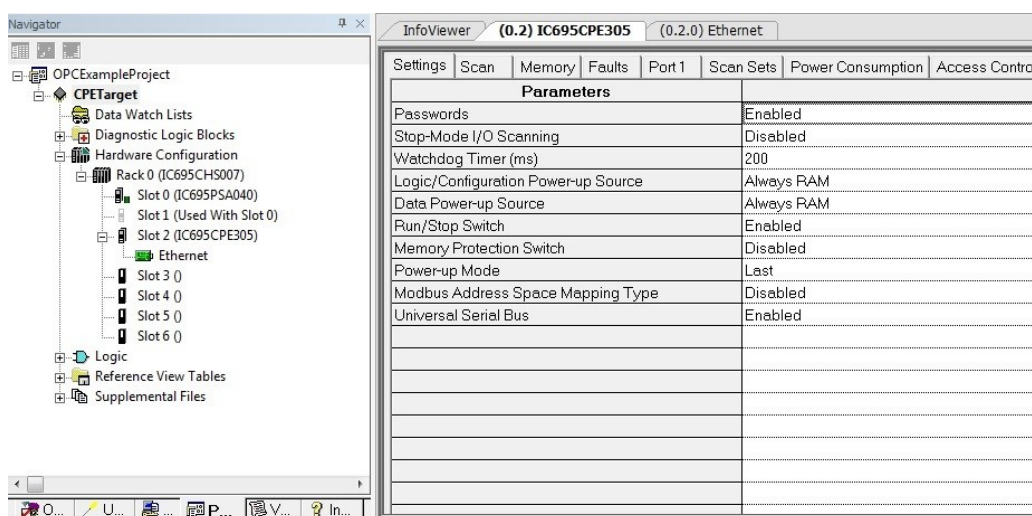 Navigator
OPCExampleProject
CPETarget
Data Watch Lists
Diagnostic Logic Blocks
Hardware Configuration
Rack 0 (IC695CHS007)
Slot 0 (IC695PSA040)
Slot 1 (Used With Slot 0)
Slot 2 (IC695CPE305)
Ethernet
Slot 3 ()
Slot 4 ()
Slot 5 ()
Slot 6 ()
Logic
Reference View Tables
Supplemental Files
O... U... ... P... V... In...
InfoViewer (0.2) IC695CPE305 (0.2.0) Ethernet
Settings Scan Memory Faults Port 1 Scan Sets Power Consumption Access Contro
Parameters
Passwords Enabled
Stop-Mode I/O Scanning Disabled
Watchdog Timer (ms) 200
Logic/Configuration Power-up Source Always RAM
Data Power-up Source Always RAM
Run/Stop Switch Enabled
Memory Protection Switch Disabled
Power-up Mode Last
Modbus Address Space Mapping Type Disabled
Universal Serial Bus Enabled